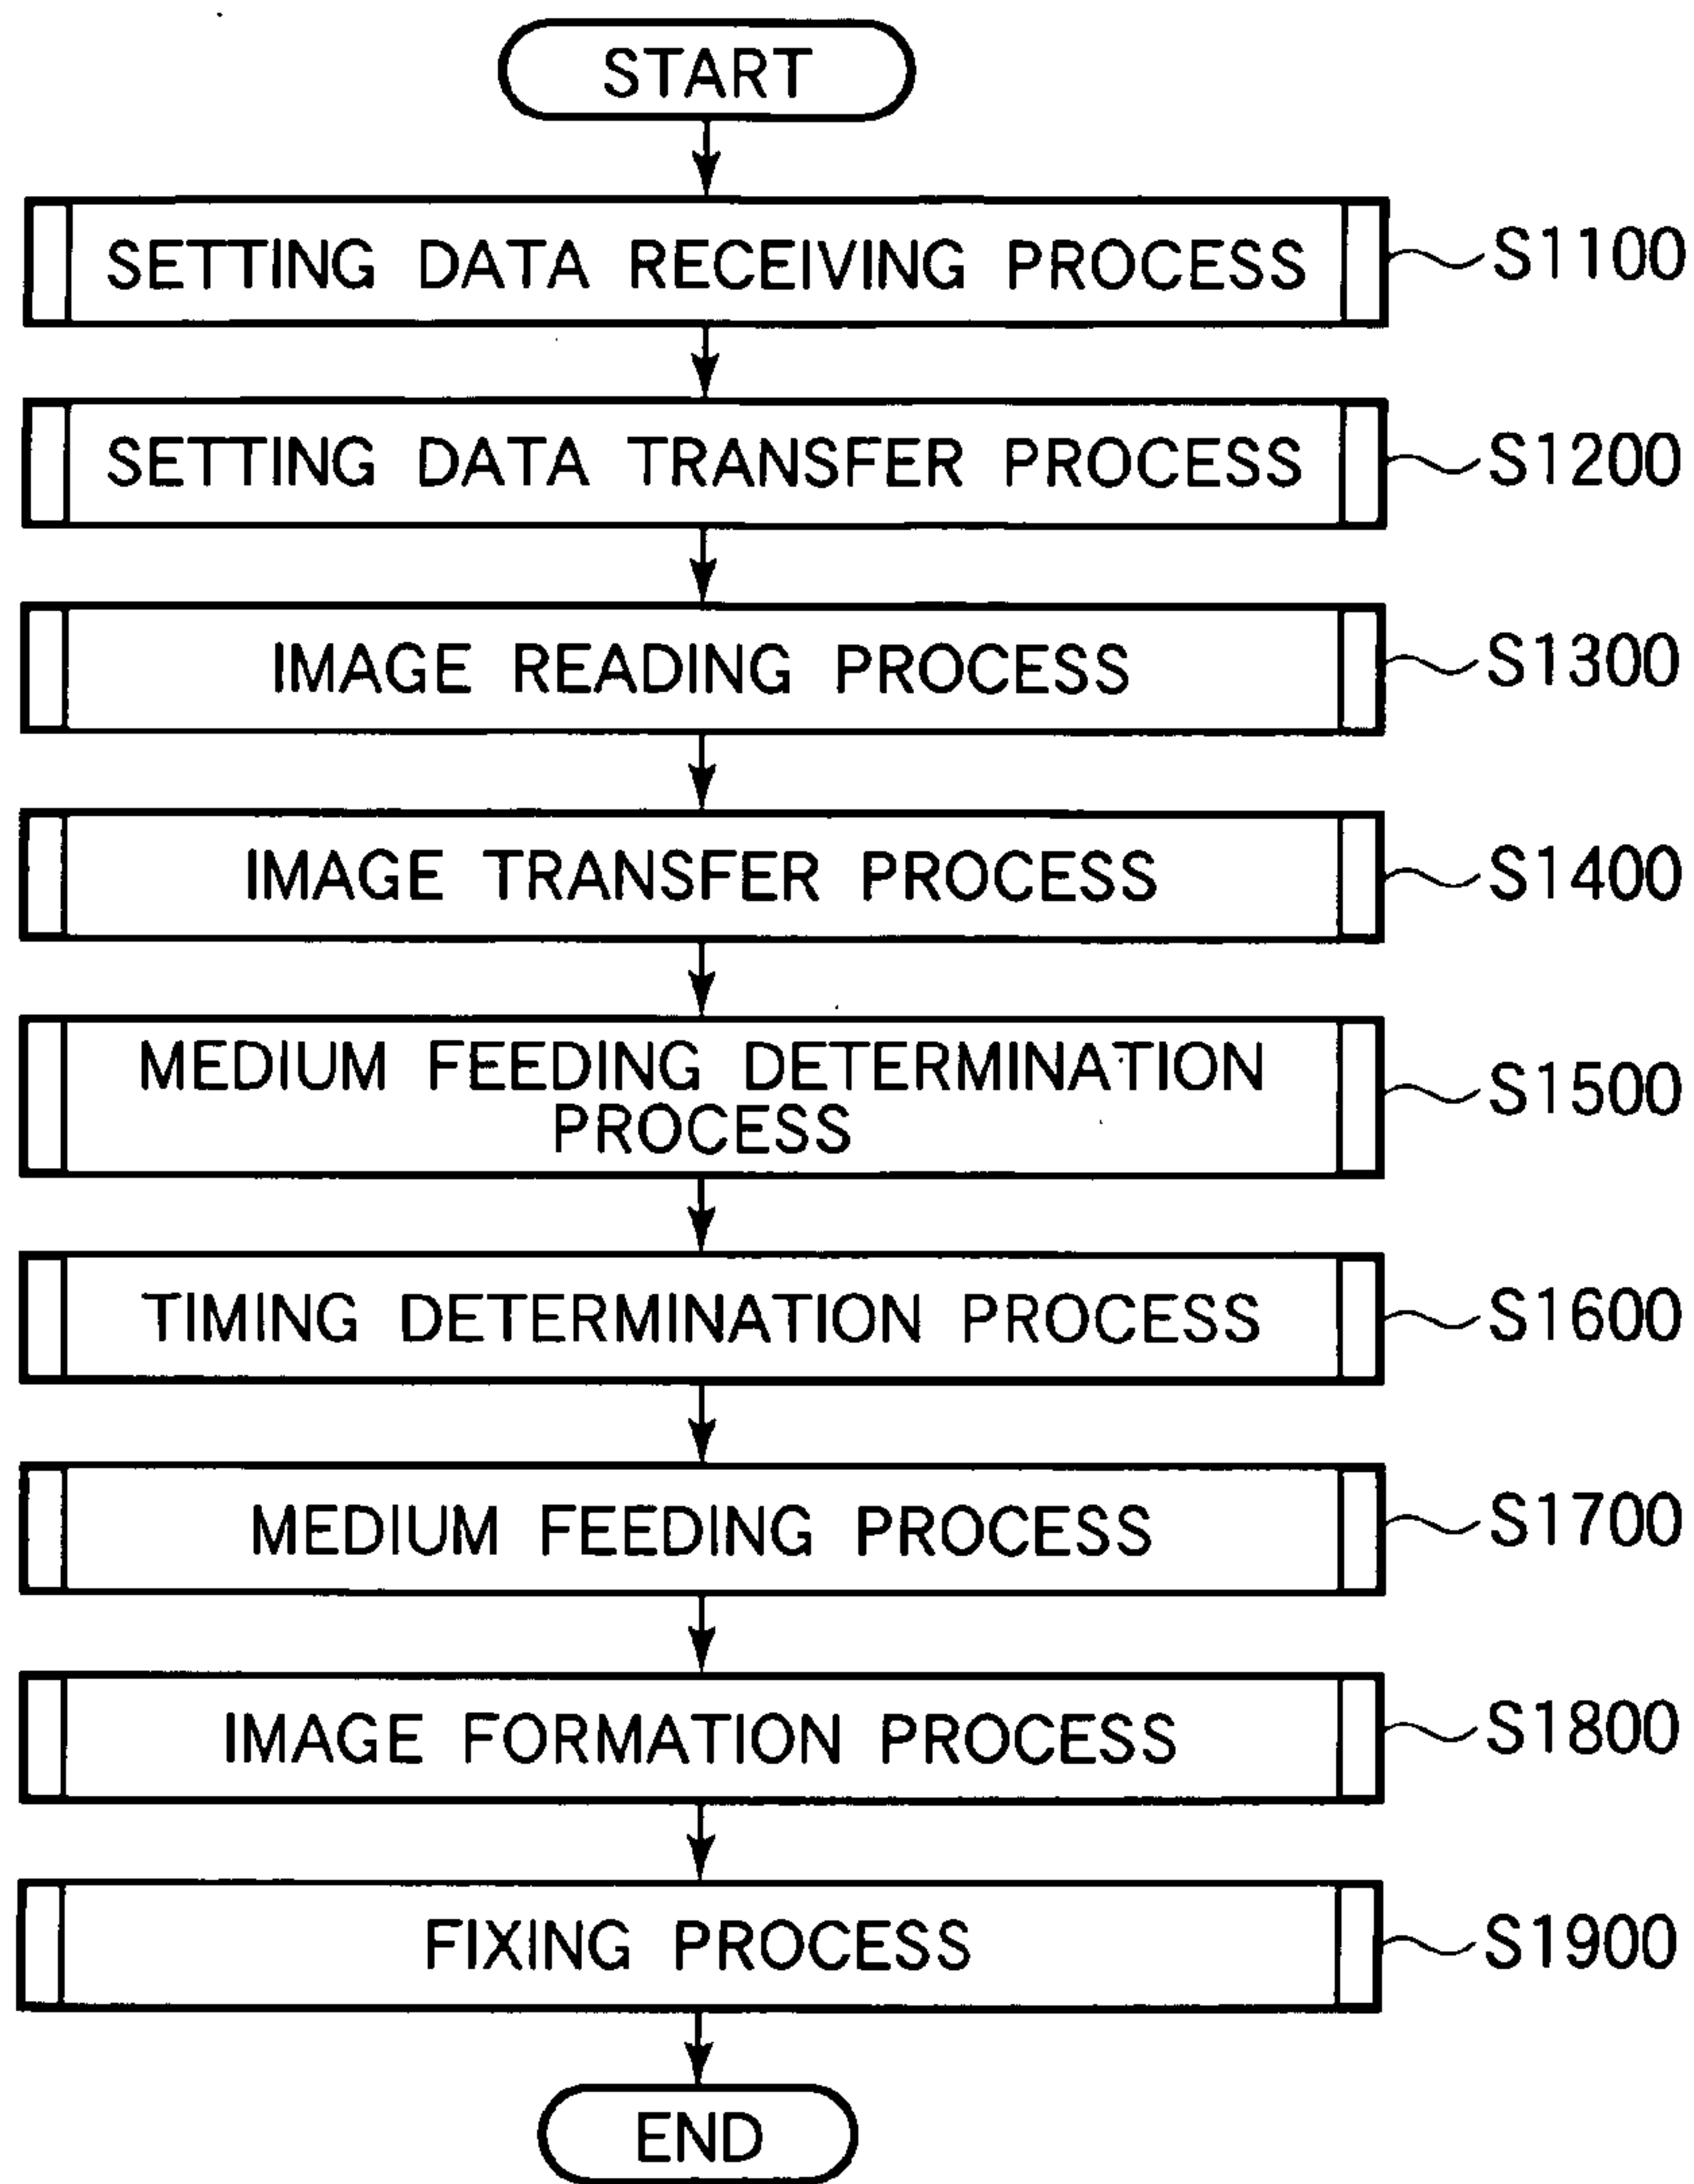 START
SETTING DATA RECEIVING PROCESS S1100
SETTING DATA TRANSFER PROCESS S1200
IMAGE READING PROCESS S1300
IMAGE TRANSFER PROCESS S1400
MEDIUM FEEDING DETERMINATION
PROCESS S1500
TIMING DETERMINATION PROCESS S1600
MEDIUM FEEDING PROCESS S1700
IMAGE FORMATION PROCESS S1800
FIXING PROCESS S1900
END